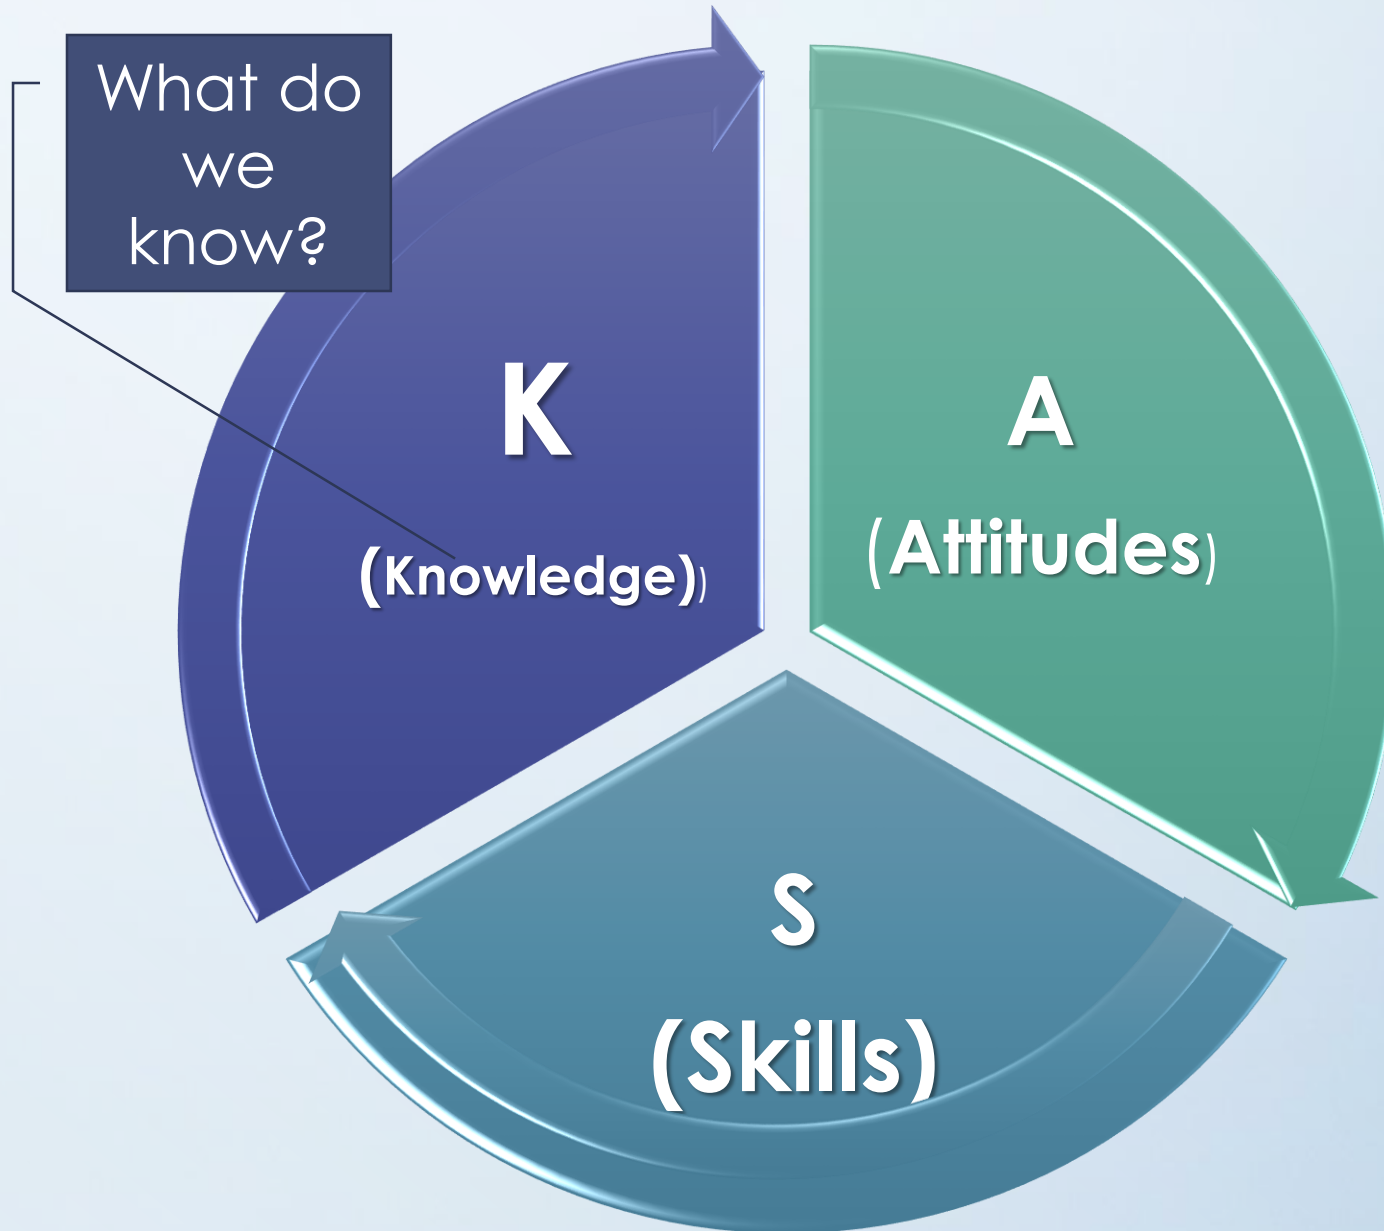 What do
we
know?
K
(Knowledge))
A
(Attitudes)
S
(Skills)